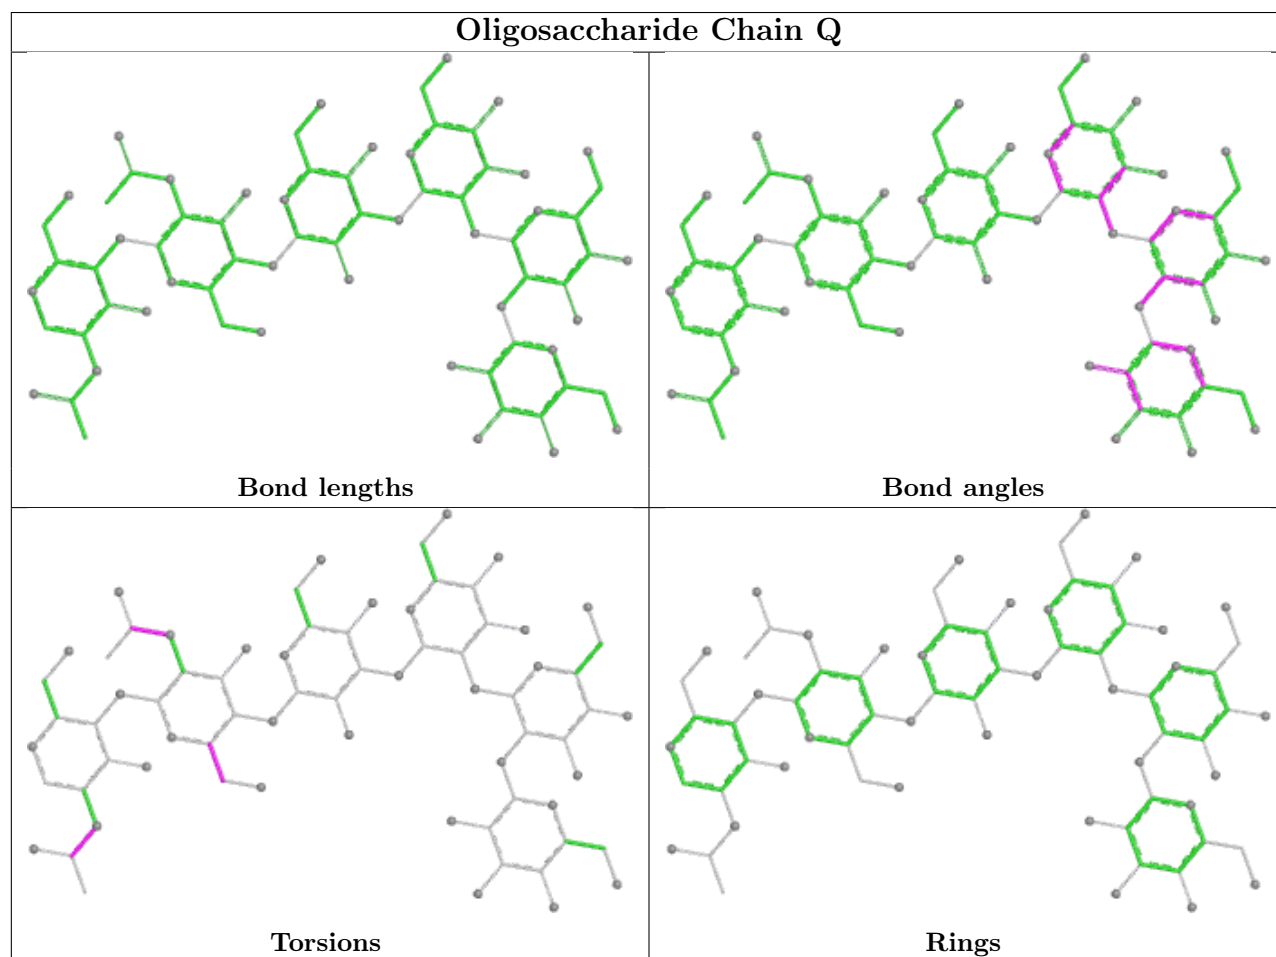 Oligosaccharide Chain Q
Bond lengths
Bond angles
Torsions
Rings